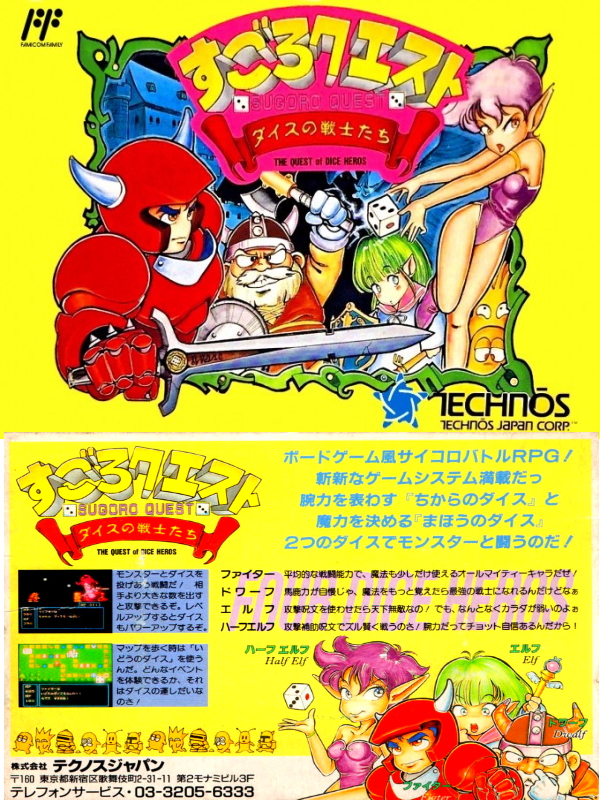 FF
FAMICOM FAMILY
すごろクエスト
SUGORO QUEST
ダイスの戦士たち
THE QUEST of DICE HEROS
TECHNŌS
TECHNŌS JAPAN CORP.™
すごろクエスト
SUGORO QUEST
ダイスの戦士たち
THE QUEST of DICE HEROS
ボードゲーム風サイコロバトルRPG!
斬新なゲームシステム満載だっ
腕力を表わす『ちからのダイス』と
魔力を決める『まほうのダイス』
2つのダイスでモンスターと闘うのだ!
モンスターとダイスを
投げあう戦闘だ! 相
手より大きな数を出す
と攻撃できるぞ。レベ
ルアップするとダイス
もパワーアップするぞ。
ファイター 平均的な戦闘能力で、魔法も少しだけ使えるオールマイティーキャラだぜ!
ドワーフ 馬鹿力が自慢じゃ、魔法をもっと覚えたら最強の戦士になれるんだけどなぁ
エルフ 攻撃呪文を使わせたら天下無敵なの! でも、なんとなくカラダが弱いのよぉ
ハーフエルフ 攻撃補助呪文でズル賢く戦うのさ! 腕力だってチョット自信あるんだから!
マップを歩く時は「い
どうのダイス」を使う
んだ。どんなイベント
を体験できるか、それ
はダイスの運しだいな
のさ!
ハーフ エルフ
Half Elf
エルフ
Elf
ドワーフ
Dwalf
ファイター
株式会社 テクノスジャパン
〒160 東京都新宿区歌舞伎町2-31-11 第2モナミビル3F
テレフォンサービス・03-3205-6333